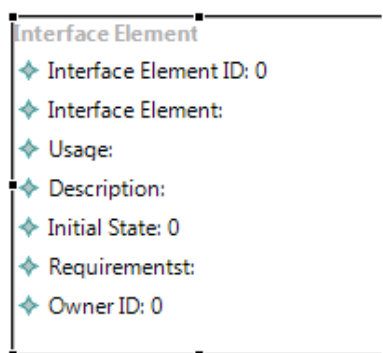 Interface Element
Interface Element ID: 0
Interface Element:
Usage:
Description:
Initial State: 0
Requirementst:
Owner ID: 0